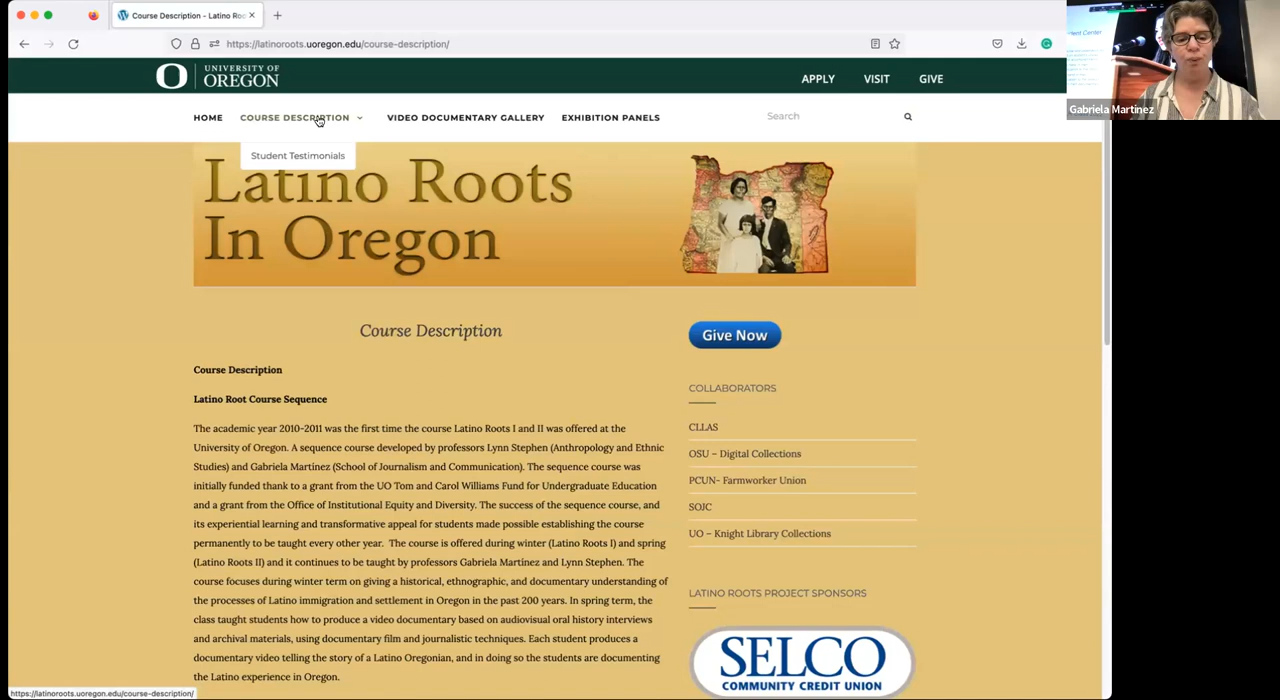 Course Description - Latino Roo
https://latinoroots.uoregon.edu/course-description/
UNIVERSITY OF
OREGON
APPLY
VISIT
GIVE
Gabriela Martinez
HOME
COURSE DESCRIPTION
VIDEO DOCUMENTARY GALLERY
EXHIBITION PANELS
Search
Student Testimonials
Latino Roots
In Oregon
Course Description
Course Description
Latino Root Course Sequence
The academic year 2010-2011 was the first time the course Latino Roots I and II was offered at the
University of Oregon. A sequence course developed by professors Lynn Stephen (Anthropology and Ethnic
Studies) and Gabriela Martínez (School of Journalism and Communication). The sequence course was
initially funded thank to a grant from the UO Tom and Carol Williams Fund for Undergraduate Education
and a grant from the Office of Institutional Equity and Diversity. The success of the sequence course, and
its experiential learning and transformative appeal for students made possible establishing the course
permanently to be taught every other year.  The course is offered during winter (Latino Roots I) and spring
(Latino Roots II) and it continues to be taught by professors Gabriela Martínez and Lynn Stephen. The
course focuses during winter term on giving a historical, ethnographic, and documentary understanding of
the processes of Latino immigration and settlement in Oregon in the past 200 years. In spring term, the
class taught students how to produce a video documentary based on audiovisual oral history interviews
and archival materials, using documentary film and journalistic techniques. Each student produces a
documentary video telling the story of a Latino Oregonian, and in doing so the students are documenting
the Latino experience in Oregon.
Give Now
COLLABORATORS
CLLAS
OSU – Digital Collections
PCUN- Farmworker Union
SOJC
UO – Knight Library Collections
LATINO ROOTS PROJECT SPONSORS
SELCO
COMMUNITY CREDIT UNION
https://latinoroots.uoregon.edu/course-description/